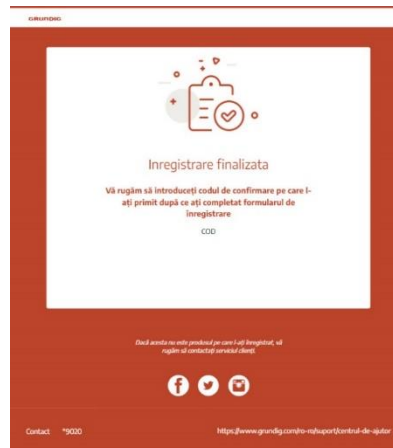 GRUNDIG
Inregistrare finalizata
Vă rugăm să introduceți codul de confirmare pe care l-
ați primit după ce ați completat formularul de
înregistrare
COD
Dacă acesta nu este produsul pe care l-ați înregistrat, vă
rugăm să contactați serviciul clienți.
Contact *9020 https://www.grundig.com/ro-ro/suport/centrul-de-ajutor